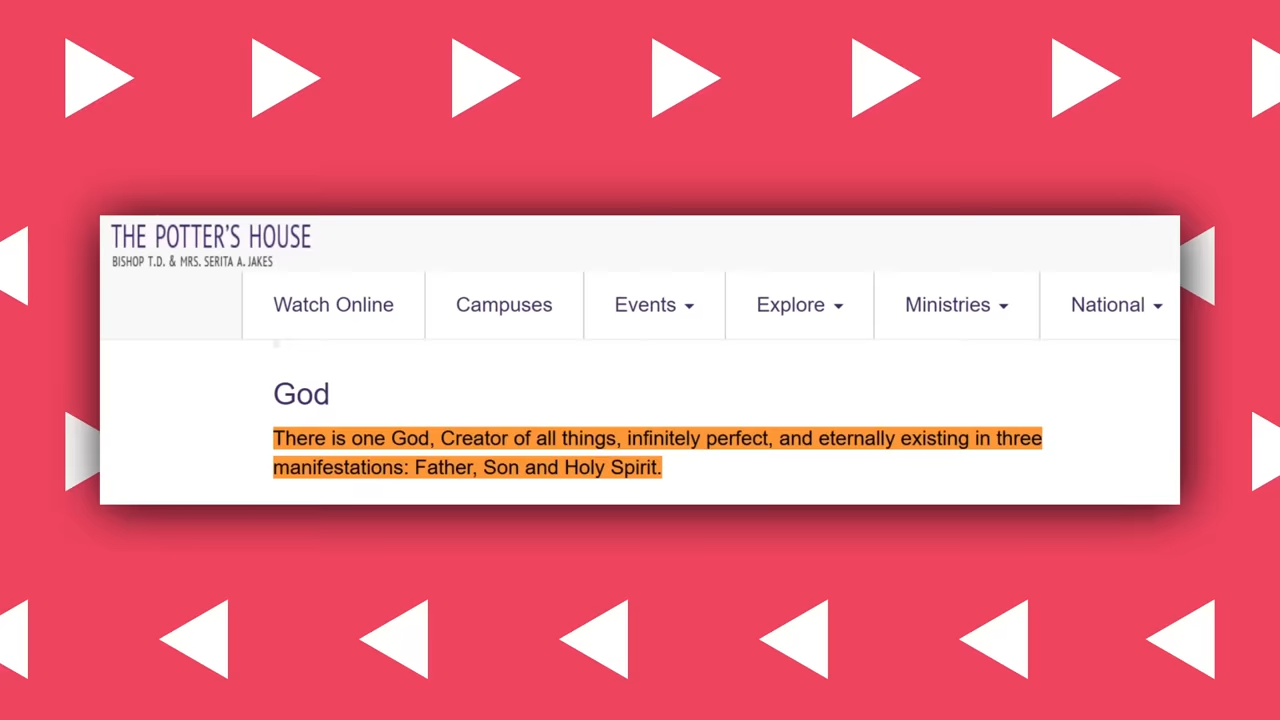 THE POTTER'S HOUSE
BISHOP T.D. & MRS. SERITA A. JAKES
Watch Online Campuses Events Explore Ministries National
God
There is one God, Creator of all things, infinitely perfect, and eternally existing in three
manifestations: Father, Son and Holy Spirit.